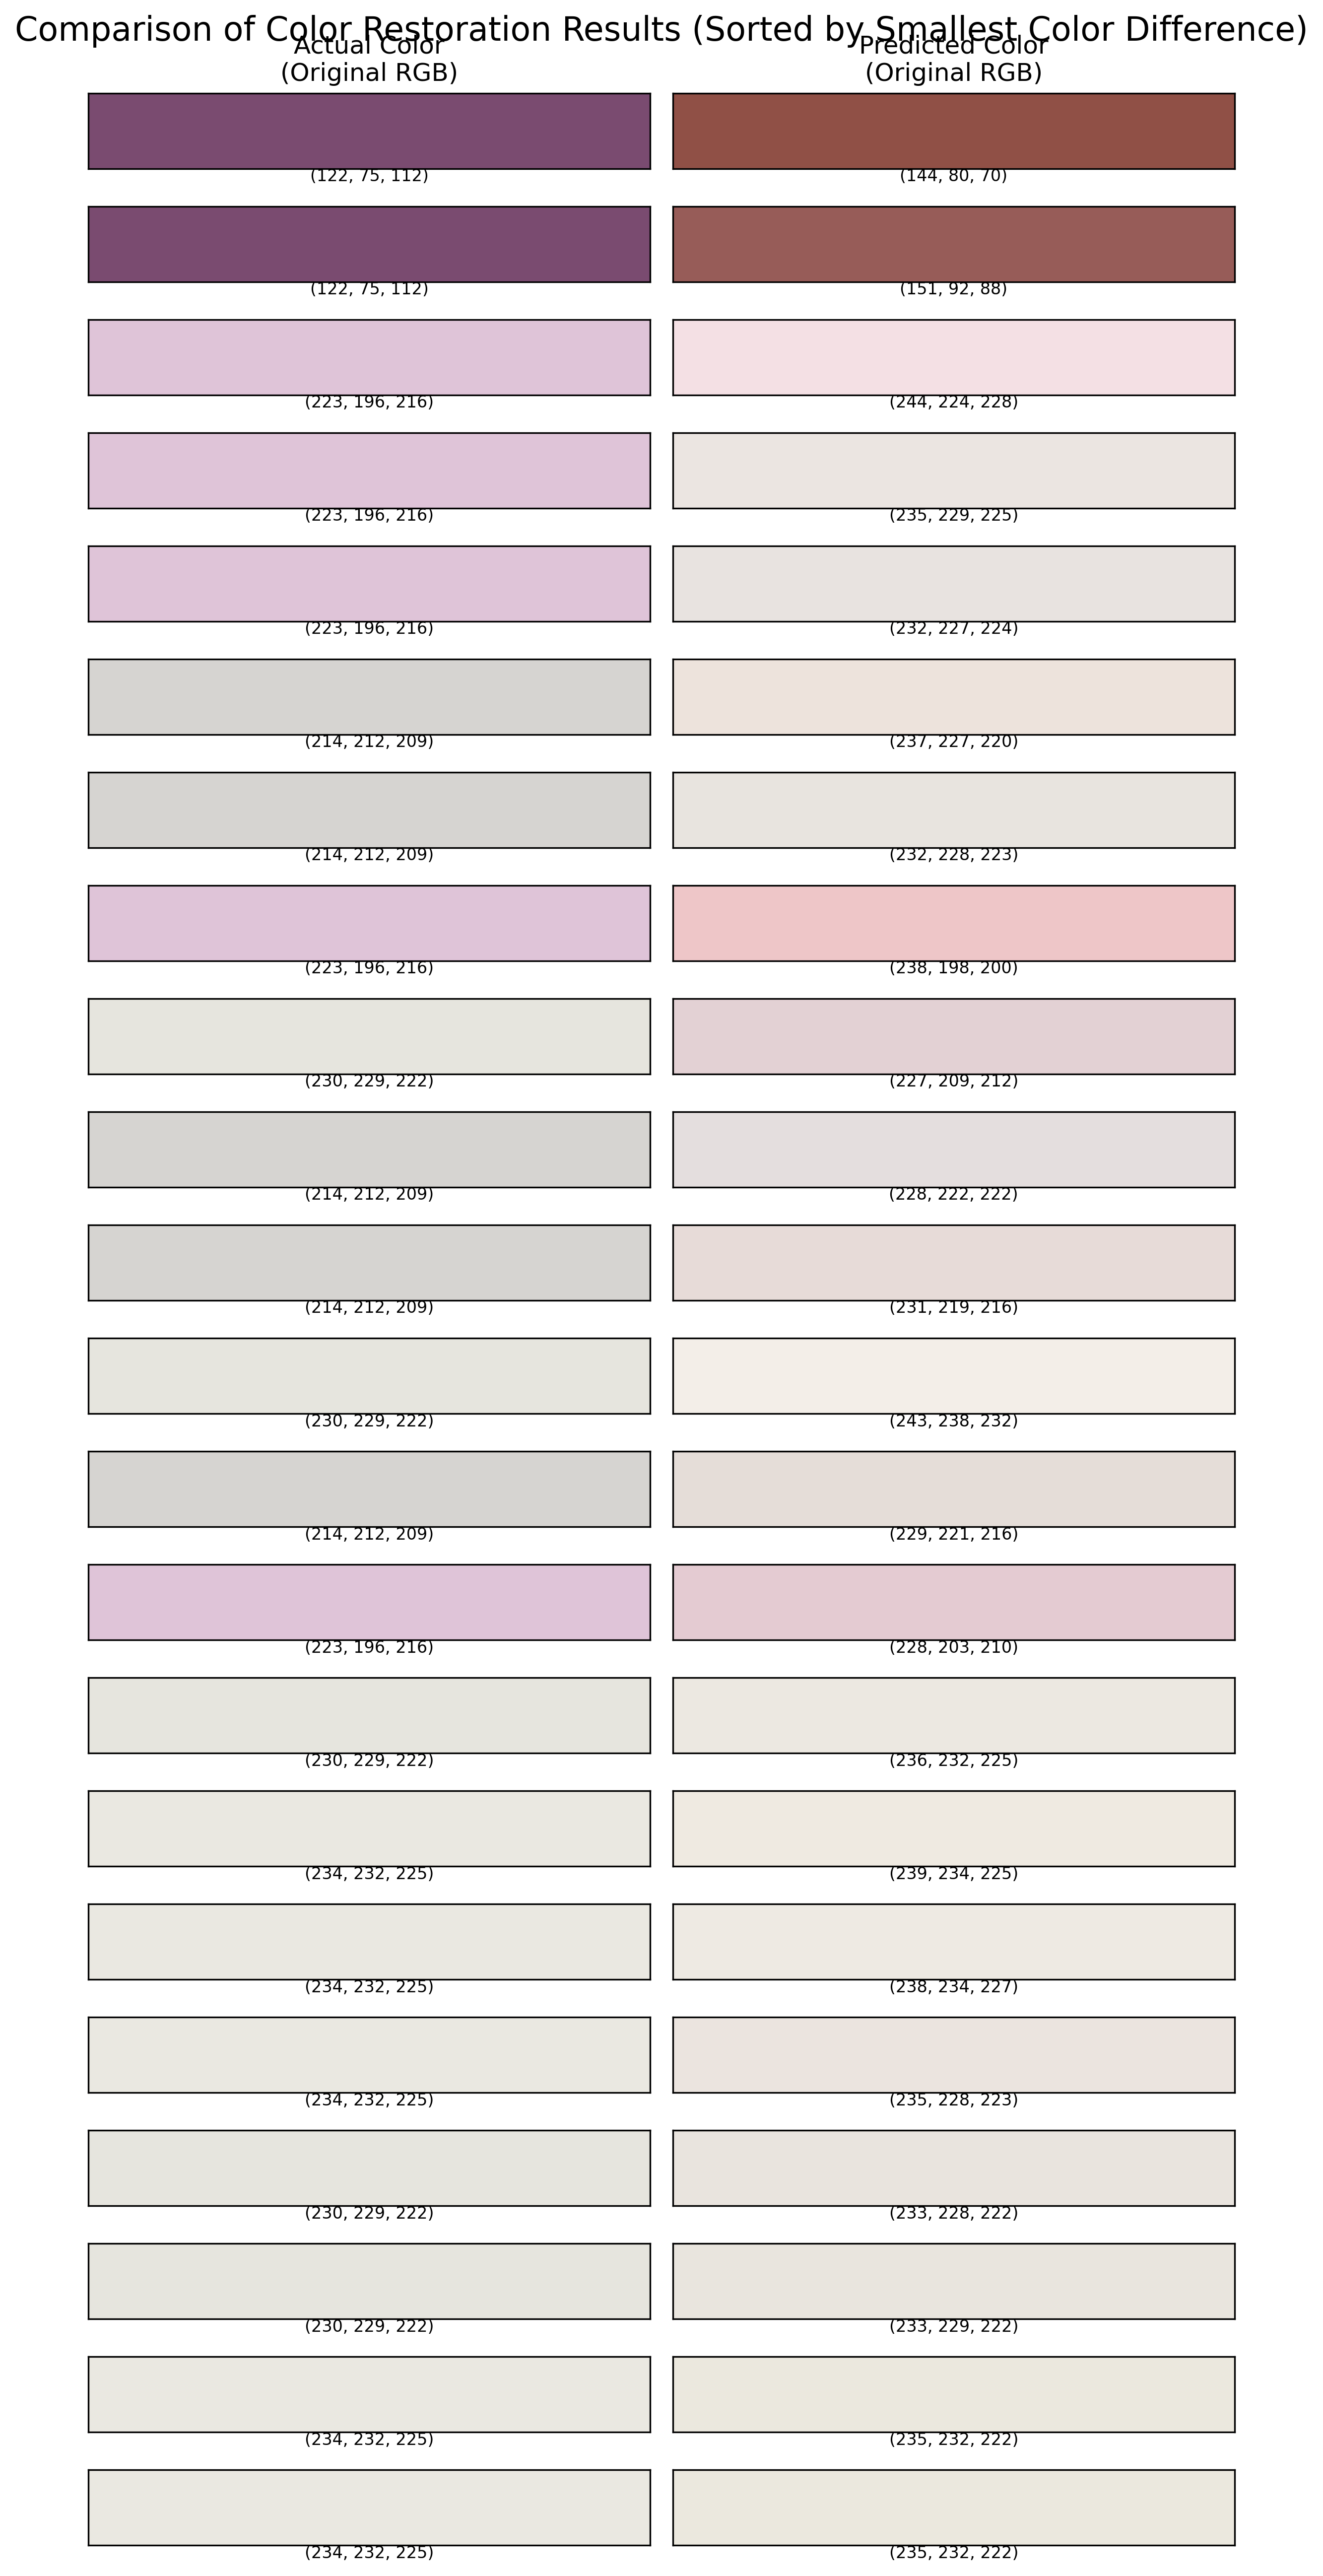 Comparison of Color Restoration Results (Sorted by Smallest Color Difference)
Actual Color
(Original RGB)
Predicted Color
(Original RGB)
(122, 75, 112)
(144, 80, 70)
(122, 75, 112)
(151, 92, 88)
(223, 196, 216)
(244, 224, 228)
(223, 196, 216)
(235, 229, 225)
(223, 196, 216)
(232, 227, 224)
(214, 212, 209)
(237, 227, 220)
(214, 212, 209)
(232, 228, 223)
(223, 196, 216)
(238, 198, 200)
(230, 229, 222)
(227, 209, 212)
(214, 212, 209)
(228, 222, 222)
(214, 212, 209)
(231, 219, 216)
(230, 229, 222)
(243, 238, 232)
(214, 212, 209)
(229, 221, 216)
(223, 196, 216)
(228, 203, 210)
(230, 229, 222)
(236, 232, 225)
(234, 232, 225)
(239, 234, 225)
(234, 232, 225)
(238, 234, 227)
(234, 232, 225)
(235, 228, 223)
(230, 229, 222)
(233, 228, 222)
(230, 229, 222)
(233, 229, 222)
(234, 232, 225)
(235, 232, 222)
(234, 232, 225)
(235, 232, 222)